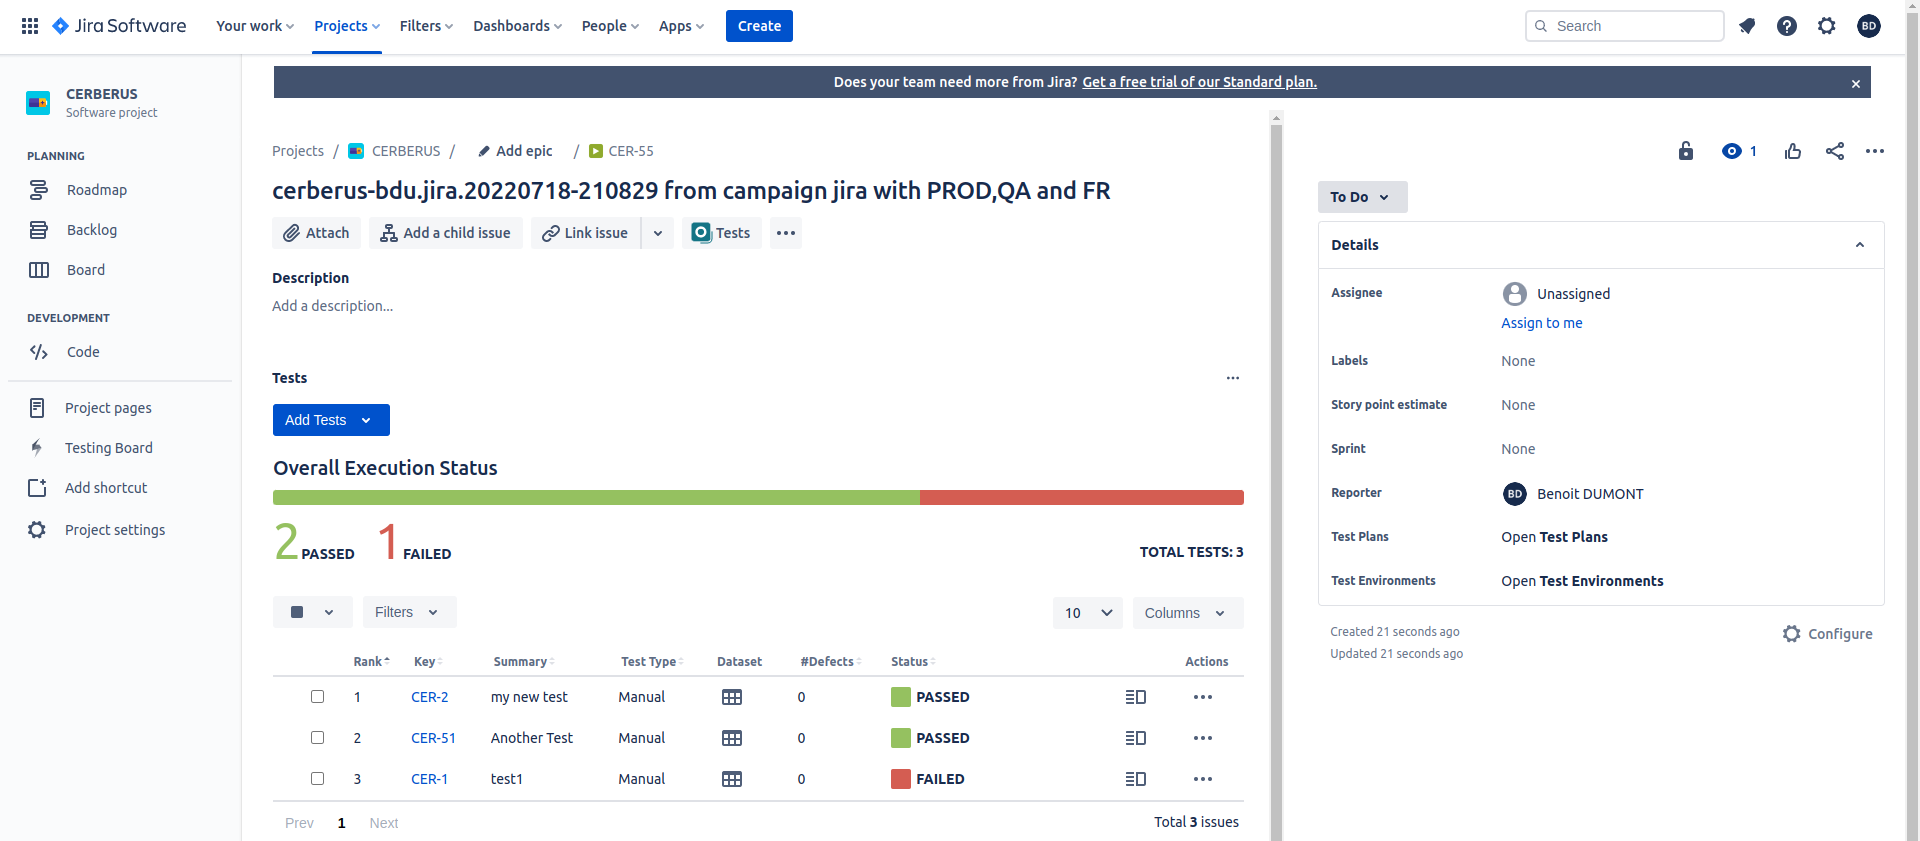 Jira Software Your work Projects Filters Dashboards People Apps Create Search BD
Does your team need more from Jira? Get a free trial of our Standard plan.
CERBERUS
Software project
PLANNING
Roadmap
Backlog
Board
DEVELOPMENT
Code
Project pages
Testing Board
Add shortcut
Project settings
Projects / CERBERUS / Add epic / CER-55
cerberus-bdu.jira.20220718-210829 from campaign jira with PROD,QA and FR
Attach Add a child issue Link issue Tests
Description
Add a description...
Tests
Add Tests
Overall Execution Status
2 PASSED 1 FAILED TOTAL TESTS: 3
Filters 10 Columns
Rank Key Summary Test Type Dataset #Defects Status Actions
1 CER-2 my new test Manual 0 PASSED
2 CER-51 Another Test Manual 0 PASSED
3 CER-1 test1 Manual 0 FAILED
Prev 1 Next Total 3 issues
1
To Do
Details
Assignee Unassigned
Assign to me
Labels None
Story point estimate None
Sprint None
Reporter BD Benoit DUMONT
Test Plans Open Test Plans
Test Environments Open Test Environments
Created 21 seconds ago Configure
Updated 21 seconds ago